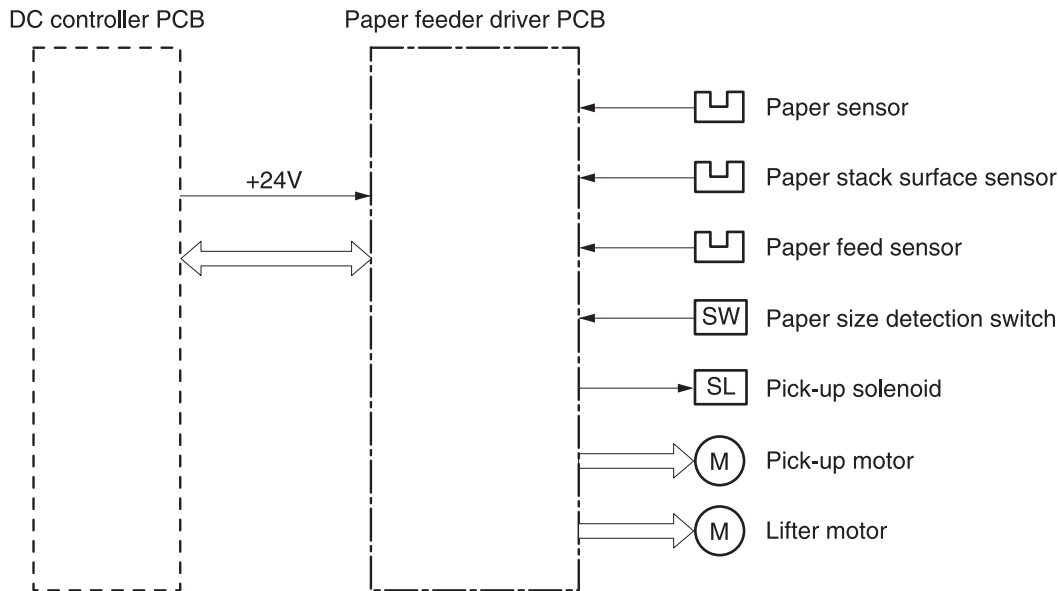 DC controller PCB
Paper feeder driver PCB
Paper sensor
+24V
Paper stack surface sensor
Paper feed sensor
SW Paper size detection switch
SL Pick-up solenoid
M Pick-up motor
M Lifter motor